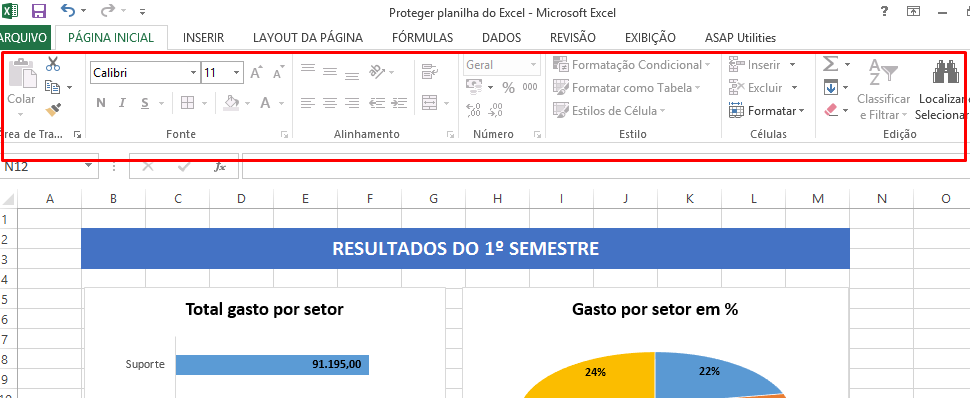 Proteger planilha do Excel - Microsoft Excel
ARQUIVO PÁGINA INICIAL INSERIR LAYOUT DA PÁGINA FÓRMULAS DADOS REVISÃO EXIBIÇÃO ASAP Utilities
Calibri 11 Geral Formatação Condicional Inserir
Colar N I S A % 000 Formatar como Tabela Excluir Classificar Localizar
Estilos de Célula Formatar e Filtrar Selecionar
Área de Tra... Fonte Alinhamento Número Estilo Células Edição
N12 fx
A B C D E F G H I J K L M N O
1
2 RESULTADOS DO 1º SEMESTRE
3
4
5 Total gasto por setor Gasto por setor em %
6
7
8 Suporte 91.195,00 24% 22%
9
10